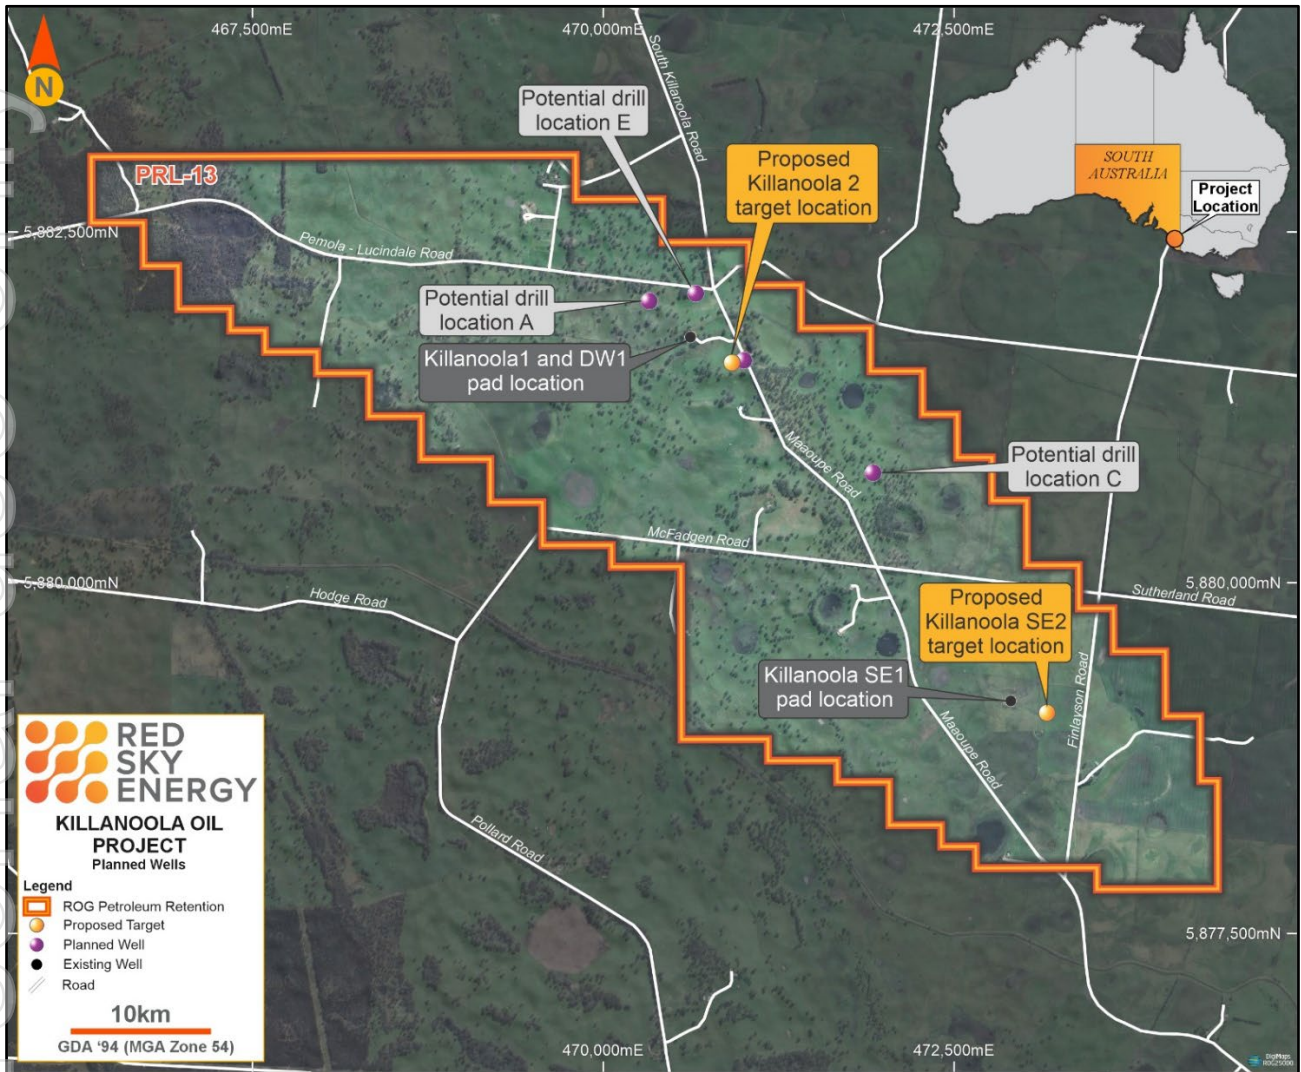 467,500mE
470,000mE
472,500mE
N
South Killanoola Road
Potential drill
location E
Proposed
Killanoola 2
target location
SOUTH
AUSTRALIA
Project
Location
PRL-13
5,882,500mN
Pemola - Lucindale Road
Potential drill
location A
Killanoola1 and DW1
pad location
Maaoupe Road
Potential drill
location C
McFadgen Road
5,880,000mN
5,880,000mN
Hodge Road
Sutherland Road
Proposed
Killanoola SE2
target location
Killanoola SE1
pad location
Finlayson Road
Maaoupe Road
Pollard Road
RED
SKY
ENERGY
KILLANOOLA OIL
PROJECT
Planned Wells
Legend
ROG Petroleum Retention
Proposed Target
Planned Well
Existing Well
Road
10km
GDA '94 (MGA Zone 54)
5,877,500mN
470,000mE
472,500mE
DigiMaps